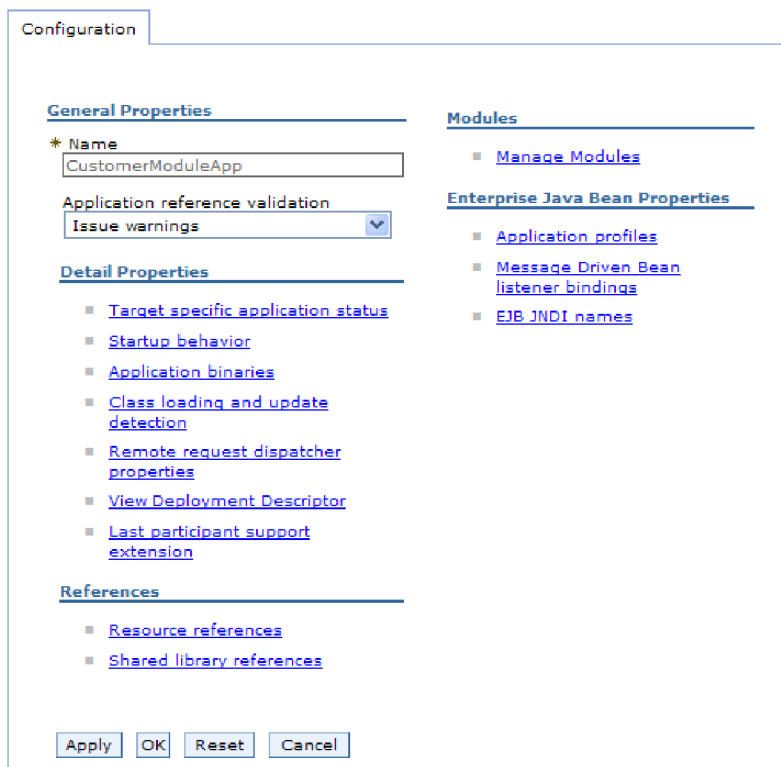 Configuration
General Properties
* Name
CustomerModuleApp
Application reference validation
Issue warnings
Detail Properties
Target specific application status
Startup behavior
Application binaries
Class loading and update
detection
Remote request dispatcher
properties
View Deployment Descriptor
Last participant support
extension
References
Resource references
Shared library references
Modules
Manage Modules
Enterprise Java Bean Properties
Application profiles
Message Driven Bean
listener bindings
EJB JNDI names
Apply OK Reset Cancel